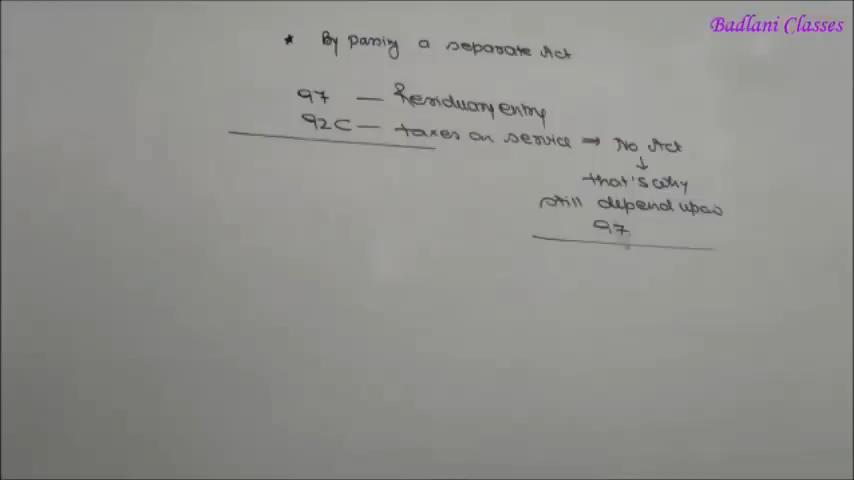 Badlani Classes
* By passing a separate Act
97 — Residuary entry
92C — taxes on service → No Act
↓
that's why
still depend upon
97